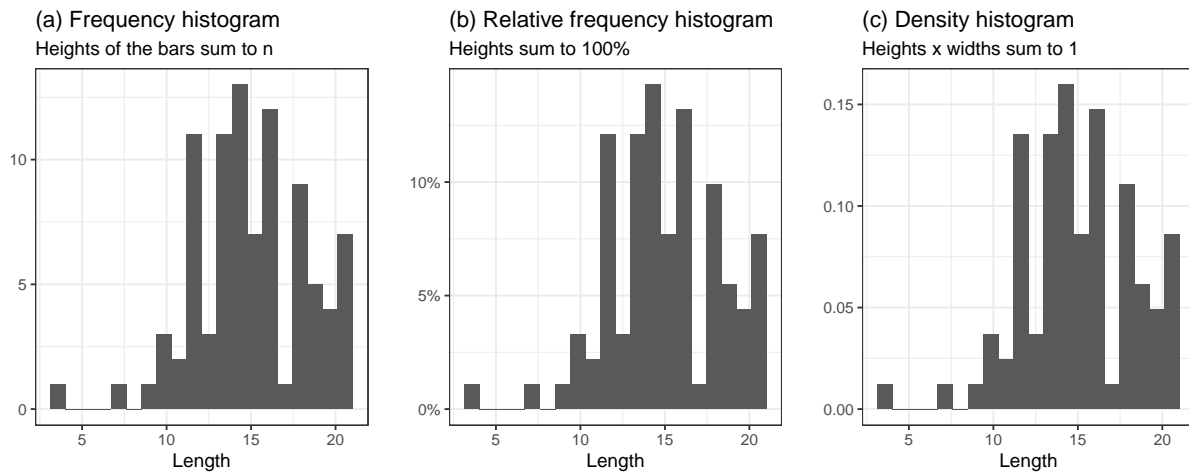 (a) Frequency histogram
Heights of the bars sum to n
10
5
0
5
10
15
20
Length
(b) Relative frequency histogram
Heights sum to 100%
10%
5%
0%
5
10
15
20
Length
(c) Density histogram
Heights x widths sum to 1
0.15
0.10
0.05
0.00
5
10
15
20
Length